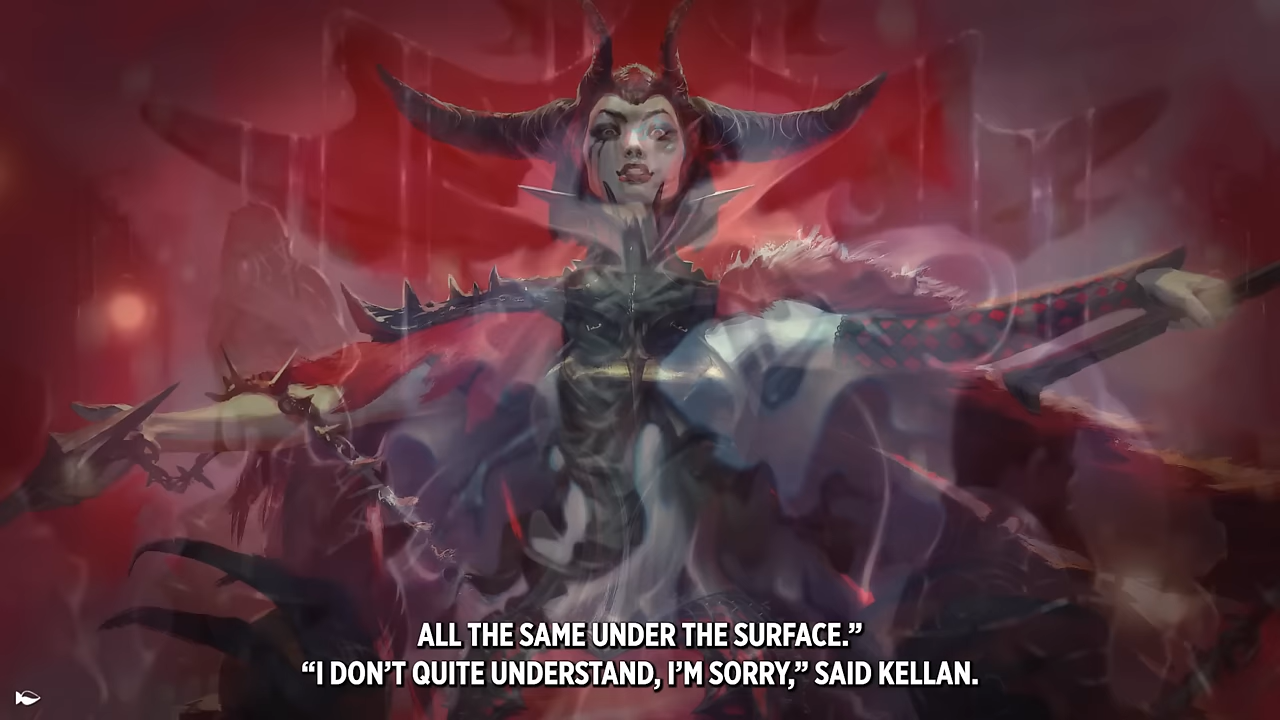 ALL THE SAME UNDER THE SURFACE.”
“I DON’T QUITE UNDERSTAND, I’M SORRY,” SAID KELLAN.